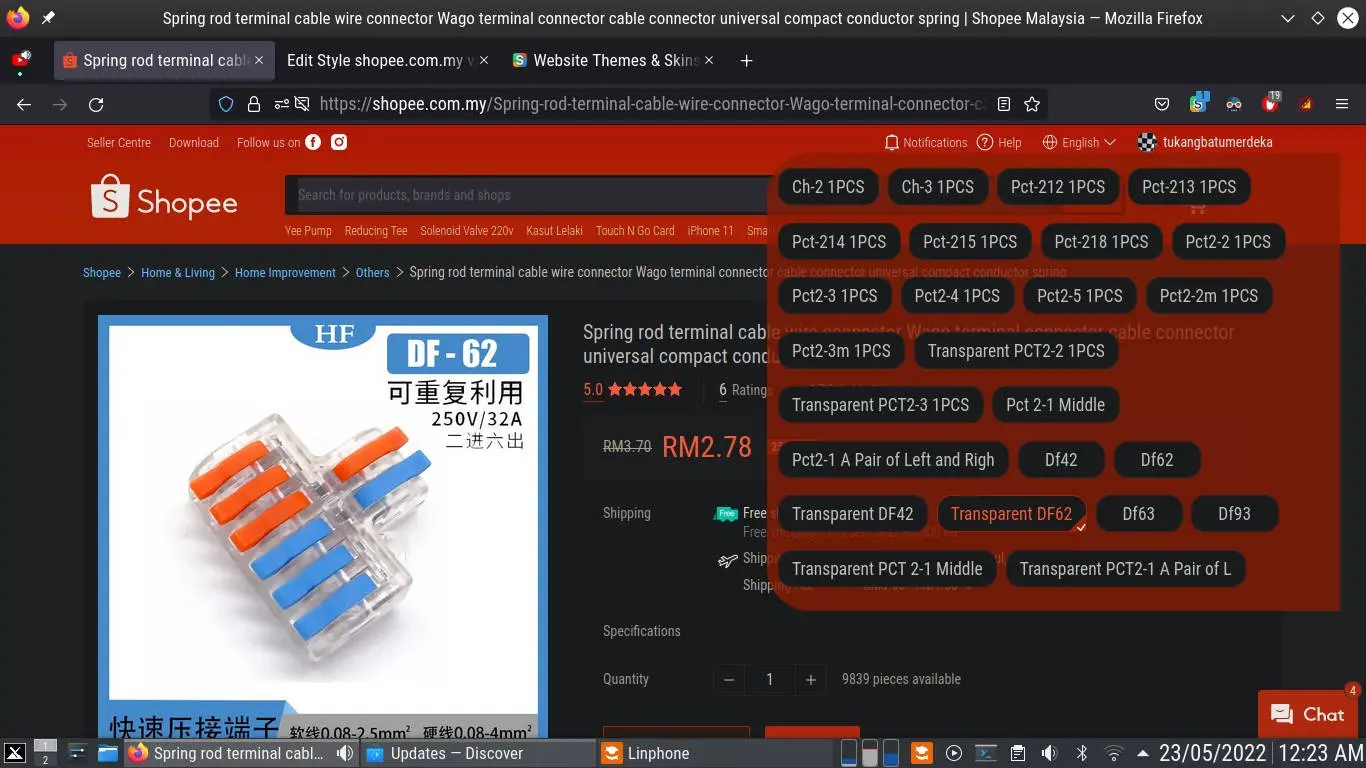 Spring rod terminal cable wire connector Wago terminal connector cable connector universal compact conductor spring | Shopee Malaysia — Mozilla Firefox
Spring rod terminal cable
Edit Style shopee.com.my v
Website Themes & Skins
https://shopee.com.my/Spring-rod-terminal-cable-wire-connector-Wago-terminal-connector-c
1
19
Seller Centre Download Follow us on
Notifications Help English tukangbatumerdeka
Shopee
Search for products, brands and shops
Yee Pump Reducing Tee Solenoid Valve 220v Kasut Lelaki Touch N Go Card iPhone 11
Ch-2 1PCS Ch-3 1PCS Pct-212 1PCS Pct-213 1PCS
Pct-214 1PCS Pct-215 1PCS Pct-218 1PCS Pct2-2 1PCS
Shopee > Home & Living > Home Improvement > Others > Spring rod terminal cable wire connector Wago terminal connector cable connector universal compact conductor spring
Pct2-3 1PCS Pct2-4 1PCS Pct2-5 1PCS Pct2-2m 1PCS
Spring rod terminal cable wire connector Wago terminal connector cable connector
universal compact
Pct2-3m 1PCS Transparent PCT2-2 1PCS
5.0 6 Ratings
Transparent PCT2-3 1PCS Pct 2-1 Middle
RM3.70 RM2.78
Pct2-1 A Pair of Left and Righ Df42 Df62
Shipping Free
Transparent DF42 Transparent DF62 Df63 Df93
Transparent PCT 2-1 Middle Transparent PCT2-1 A Pair of L
HF
DF-62
可重复利用
250V/32A
二进六出
快速压接端子
软线0.08-2.5mm² 硬线0.08-4mm²
Specifications
Quantity − 1 + 9839 pieces available
4
Chat
1
2
Spring rod terminal cabl...
Updates — Discover
Linphone
23/05/2022 12:23 AM